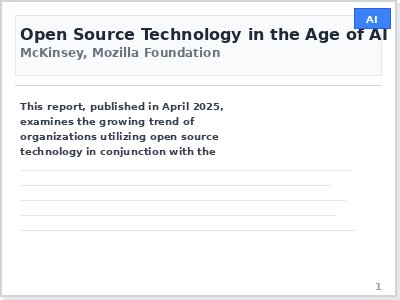 AI
Open Source Technology in the Age of AI
McKinsey, Mozilla Foundation
This report, published in April 2025,
examines the growing trend of
organizations utilizing open source
technology in conjunction with the
1